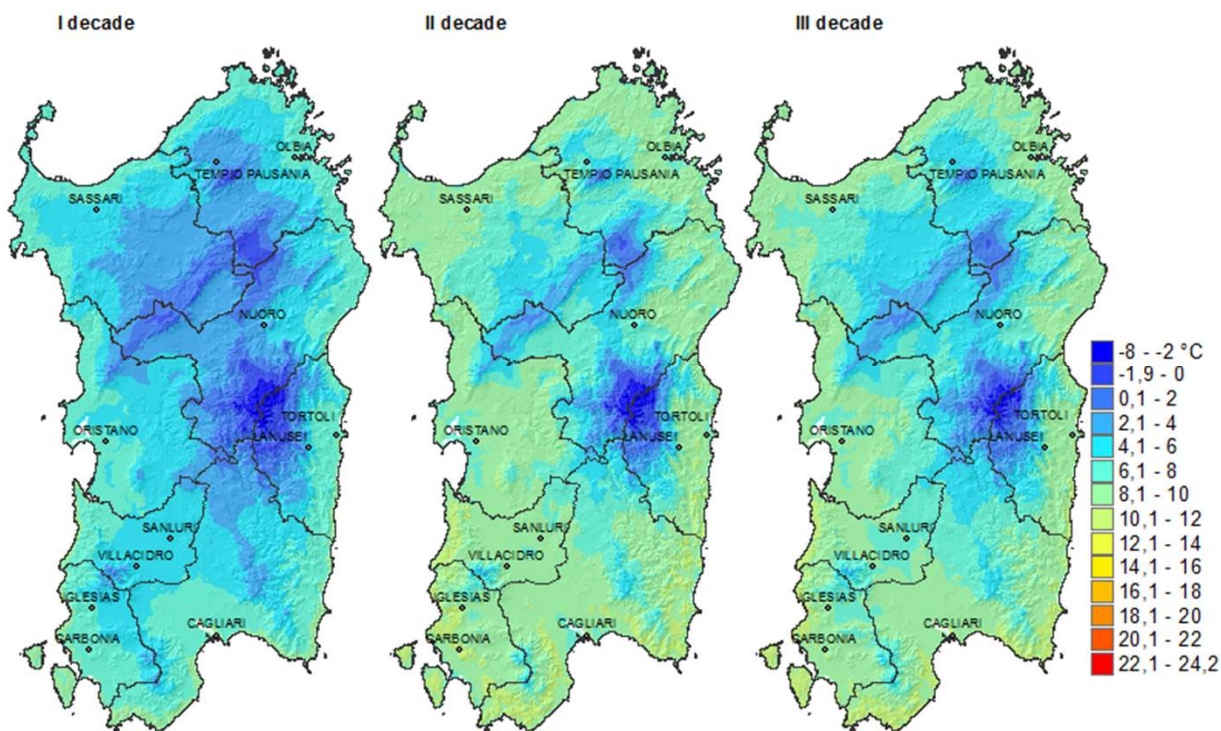 I decade
II decade
III decade
OLBIA
TEMPIO PAUSANIA
SASSARI
NUORO
TORTOLI
ORISTANO
LANUSEI
SANLURI
VILLACIDRO
IGLESIAS
CARBONIA
CAGLIARI
OLBIA
TEMPIO PAUSANIA
SASSARI
NUORO
TORTOLI
ORISTANO
LANUSEI
SANLURI
VILLACIDRO
IGLESIAS
CARBONIA
CAGLIARI
OLBIA
TEMPIO PAUSANIA
SASSARI
NUORO
TORTOLI
ORISTANO
LANUSEI
SANLURI
VILLACIDRO
IGLESIAS
CARBONIA
CAGLIARI
-8 - -2 °C
-1,9 - 0
0,1 - 2
2,1 - 4
4,1 - 6
6,1 - 8
8,1 - 10
10,1 - 12
12,1 - 14
14,1 - 16
16,1 - 18
18,1 - 20
20,1 - 22
22,1 - 24,2